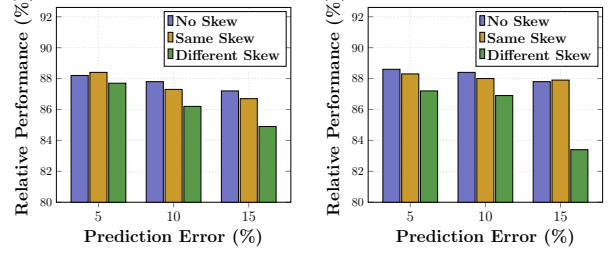 Relative Performance (%)
92
90
88
86
84
82
80
No Skew
Same Skew
Different Skew
5
10
15
Prediction Error (%)
Relative Performance (%)
92
90
88
86
84
82
80
No Skew
Same Skew
Different Skew
5
10
15
Prediction Error (%)